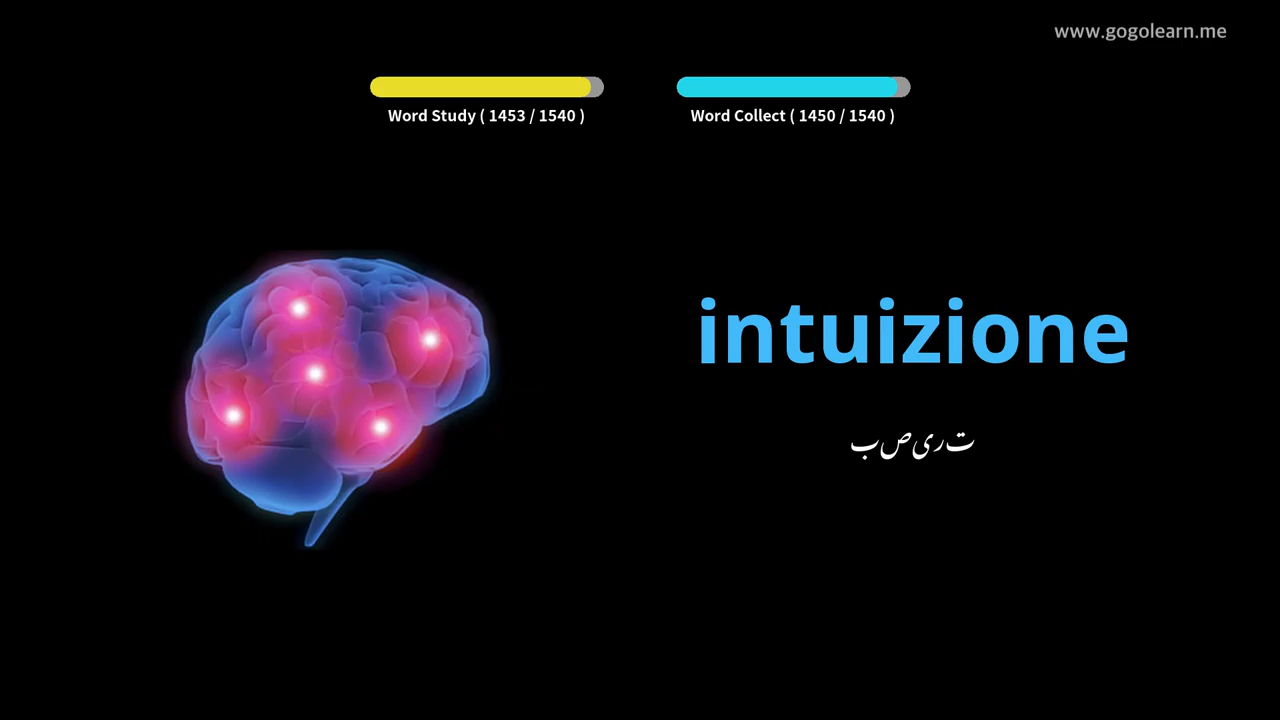 www.gogolearn.me
Word Study ( 1453 / 1540 )
Word Collect ( 1450 / 1540 )
intuizione
بصیرت